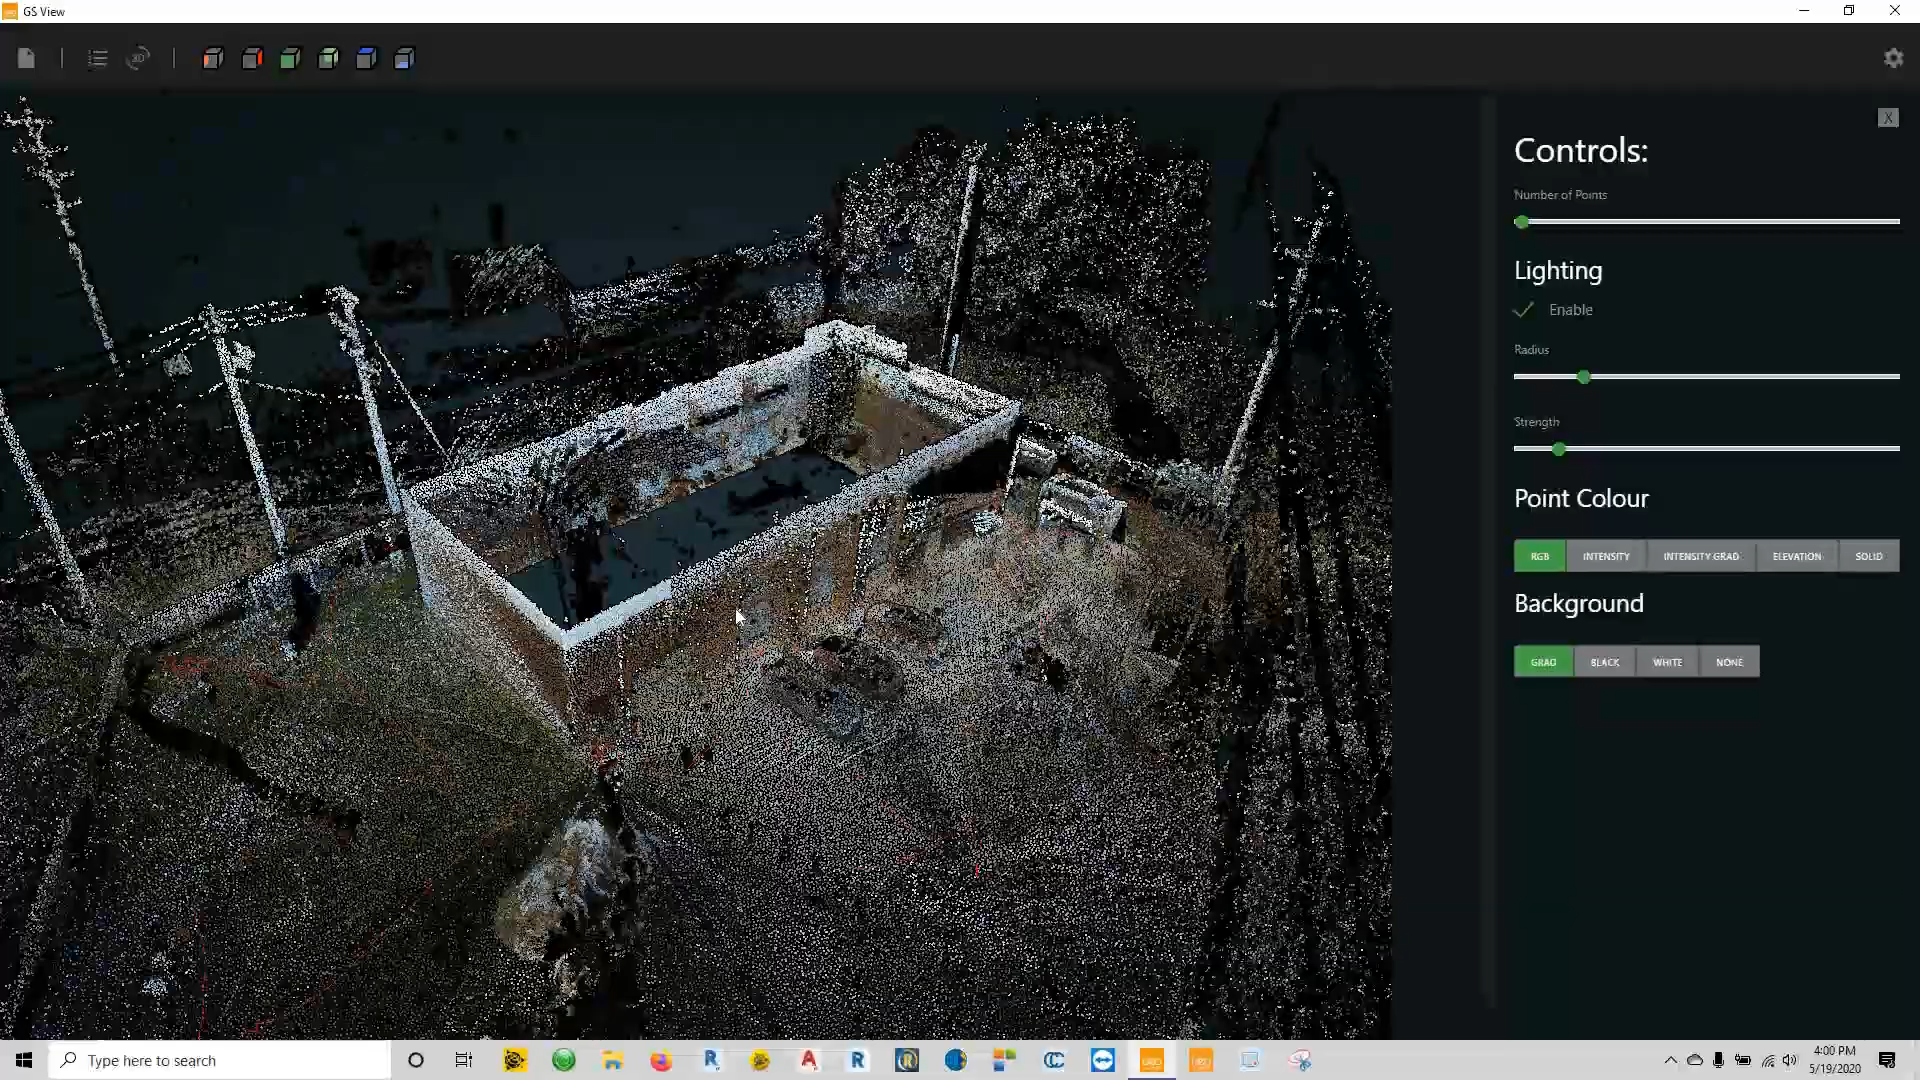 GS View
X
Controls:
Number of Points
Lighting
Enable
Radius
Strength
Point Colour
RGB INTENSITY INTENSITY GRAD ELEVATION SOLID
Background
GRAD BLACK WHITE NONE
Type here to search
4:00 PM
5/19/2020